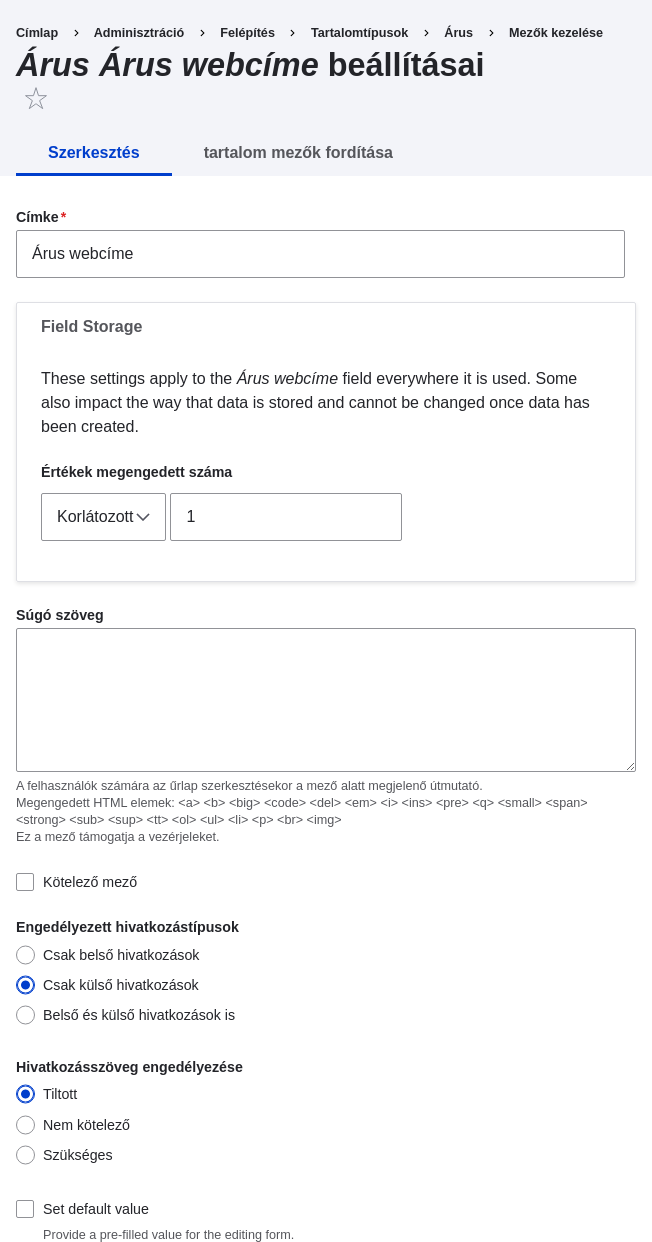 Címlap › Adminisztráció › Felépítés › Tartalomtípusok › Árus › Mezők kezelése
Árus Árus webcíme beállításai
Szerkesztés tartalom mezők fordítása
Címke*
Árus webcíme
Field Storage
These settings apply to the Árus webcíme field everywhere it is used. Some
also impact the way that data is stored and cannot be changed once data has
been created.
Értékek megengedett száma
Korlátozott 1
Súgó szöveg
A felhasználók számára az űrlap szerkesztésekor a mező alatt megjelenő útmutató.
Megengedett HTML elemek: <a> <b> <big> <code> <del> <em> <i> <ins> <pre> <q> <small> <span>
<strong> <sub> <sup> <tt> <ol> <ul> <li> <p> <br> <img>
Ez a mező támogatja a vezérjeleket.
Kötelező mező
Engedélyezett hivatkozástípusok
Csak belső hivatkozások
Csak külső hivatkozások
Belső és külső hivatkozások is
Hivatkozásszöveg engedélyezése
Tiltott
Nem kötelező
Szükséges
Set default value
Provide a pre-filled value for the editing form.